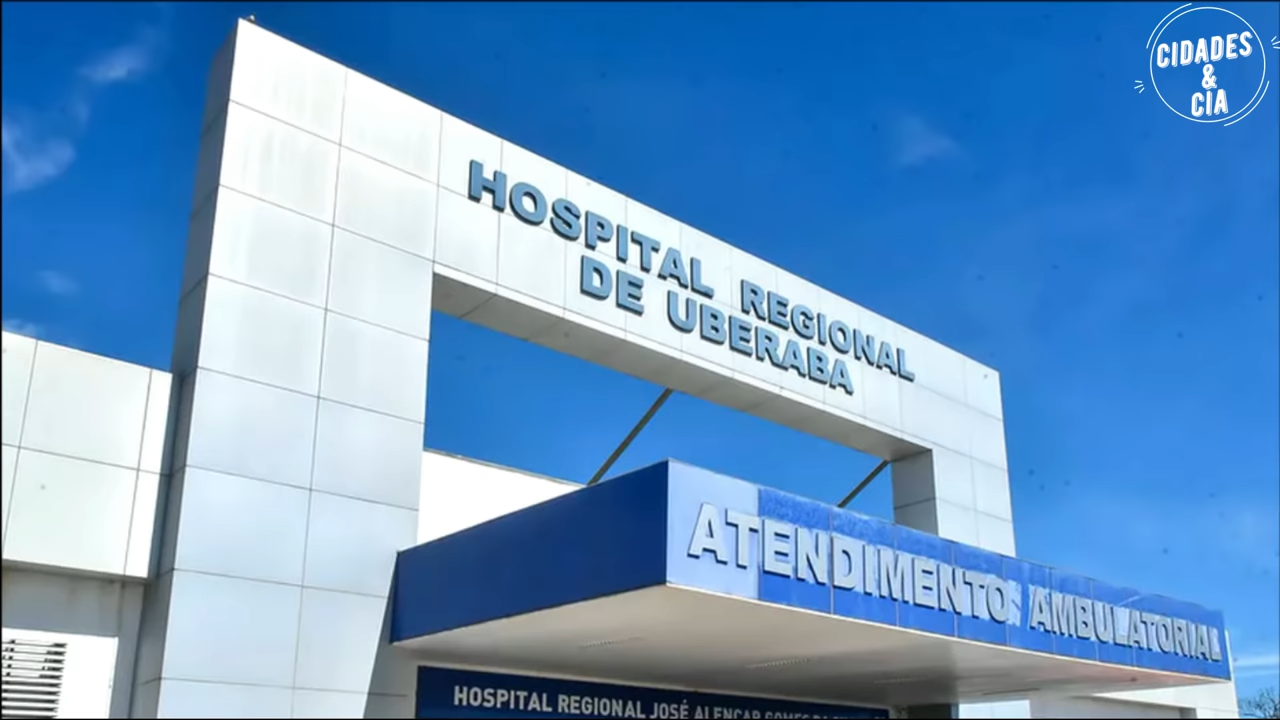 CIDADES
&
CIA
HOSPITAL REGIONAL
DE UBERABA
ATENDIMENTO AMBULATORIAL
HOSPITAL REGIONAL JOSÉ ALENCAR GOMES